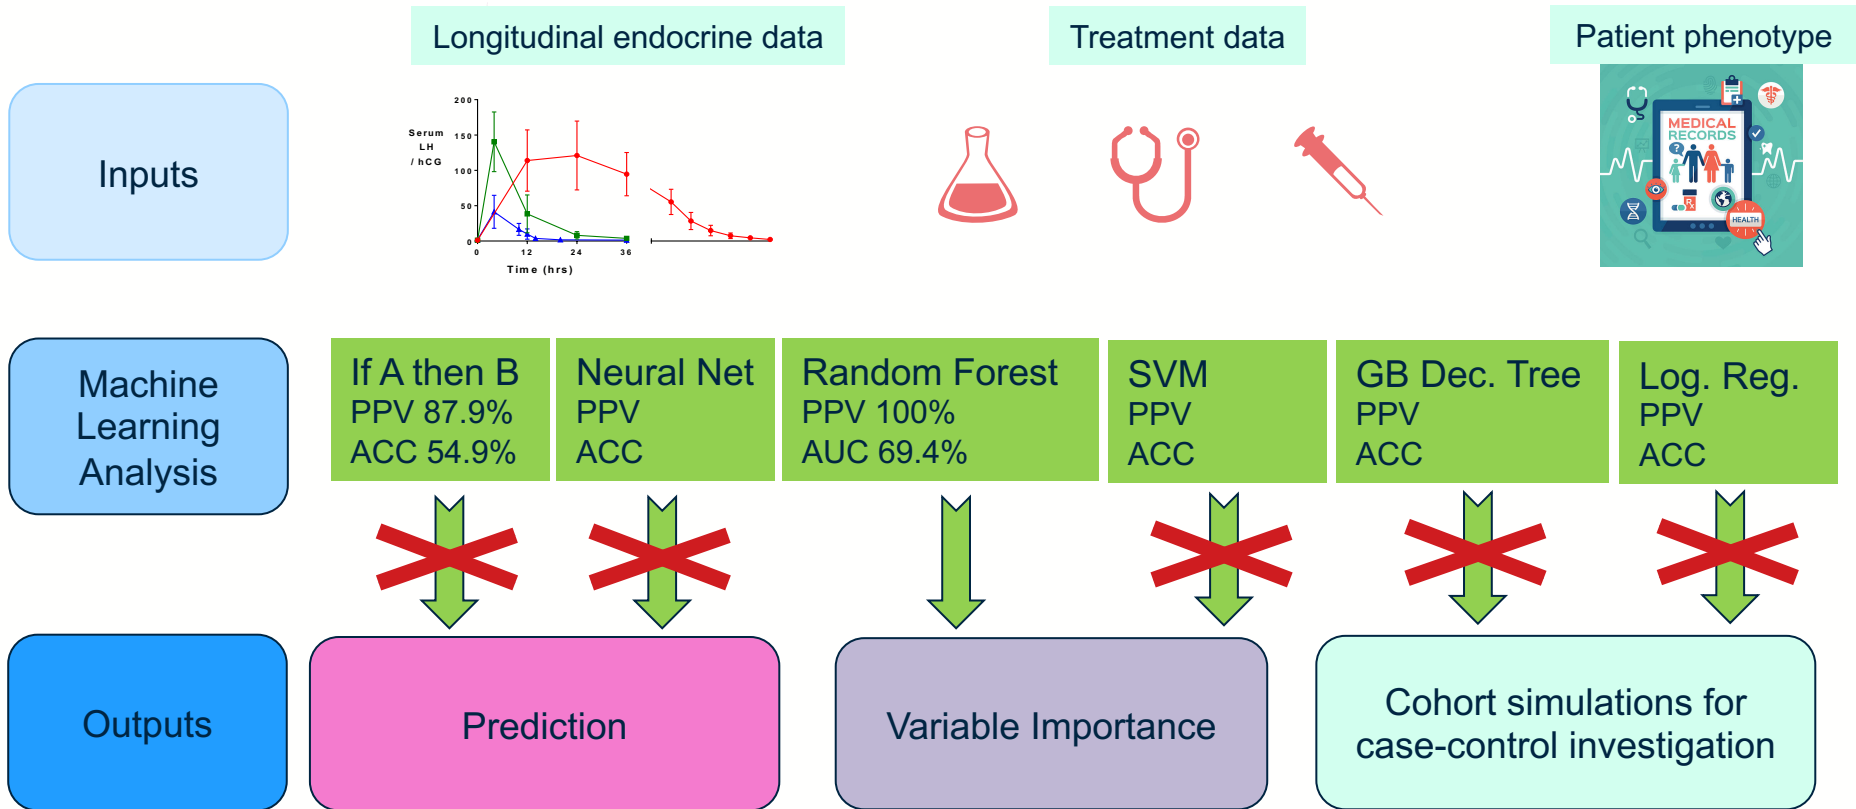 Longitudinal endocrine data
Treatment data
Patient phenotype
Inputs
Serum
LH
/ hCG
200
150
100
50
0
0
12
24
36
Time (hrs)
MEDICAL
RECORDS
?
Rx
HEALTH
Machine
Learning
Analysis
If A then B
PPV 87.9%
ACC 54.9%
Neural Net
PPV
ACC
Random Forest
PPV 100%
AUC 69.4%
SVM
PPV
ACC
GB Dec. Tree
PPV
ACC
Log. Reg.
PPV
ACC
Outputs
Prediction
Variable Importance
Cohort simulations for
case-control investigation